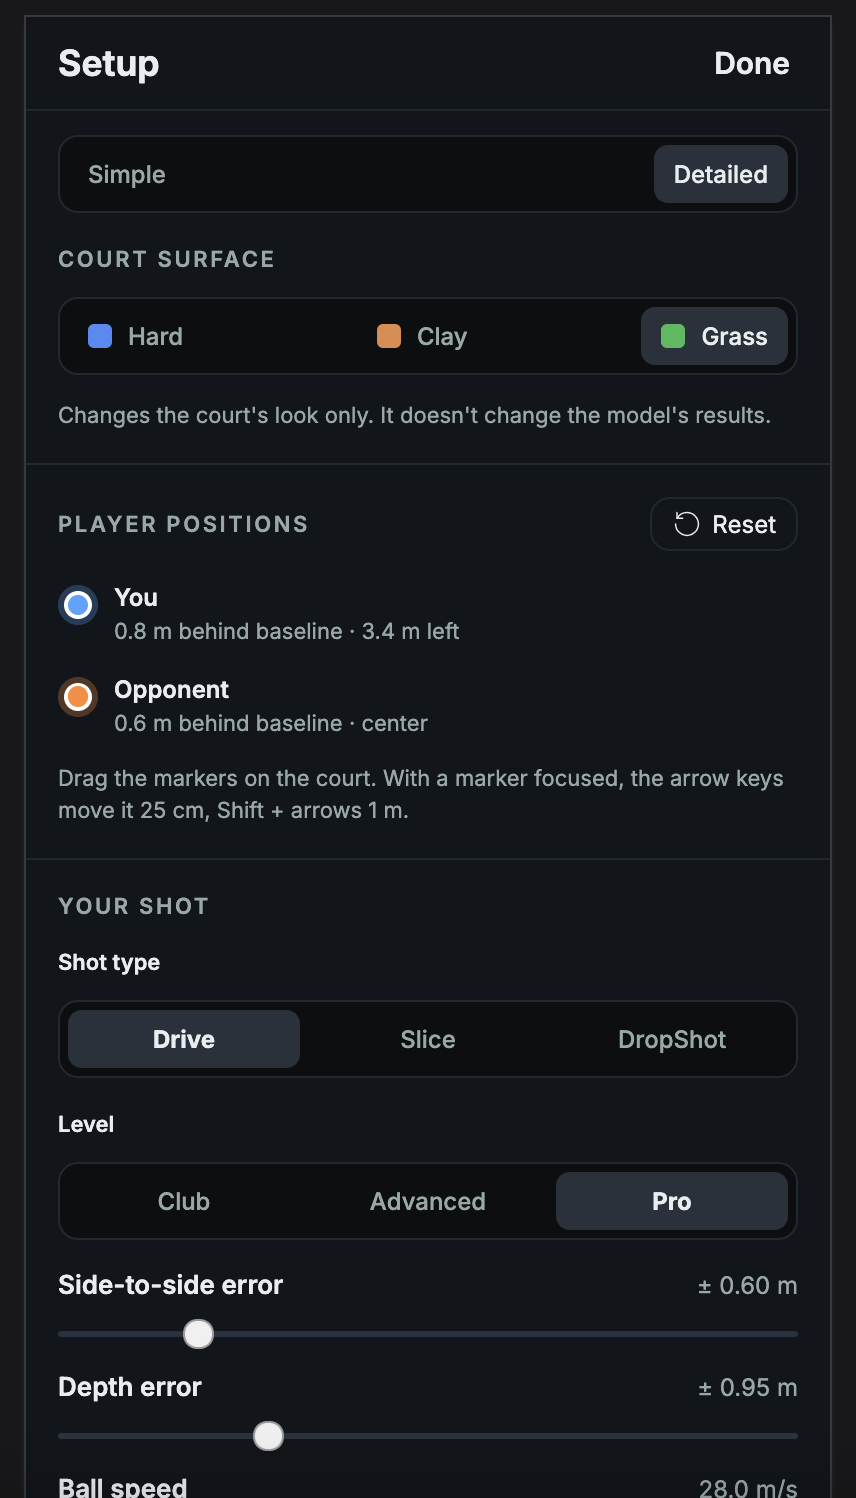 Setup
Done
Simple
Detailed
COURT SURFACE
Hard
Clay
Grass
Changes the court's look only. It doesn't change the model's results.
PLAYER POSITIONS
Reset
You
0.8 m behind baseline · 3.4 m left
Opponent
0.6 m behind baseline · center
Drag the markers on the court. With a marker focused, the arrow keys
move it 25 cm, Shift + arrows 1 m.
YOUR SHOT
Shot type
Drive
Slice
DropShot
Level
Club
Advanced
Pro
Side-to-side error
± 0.60 m
Depth error
± 0.95 m
Ball speed
28.0 m/s